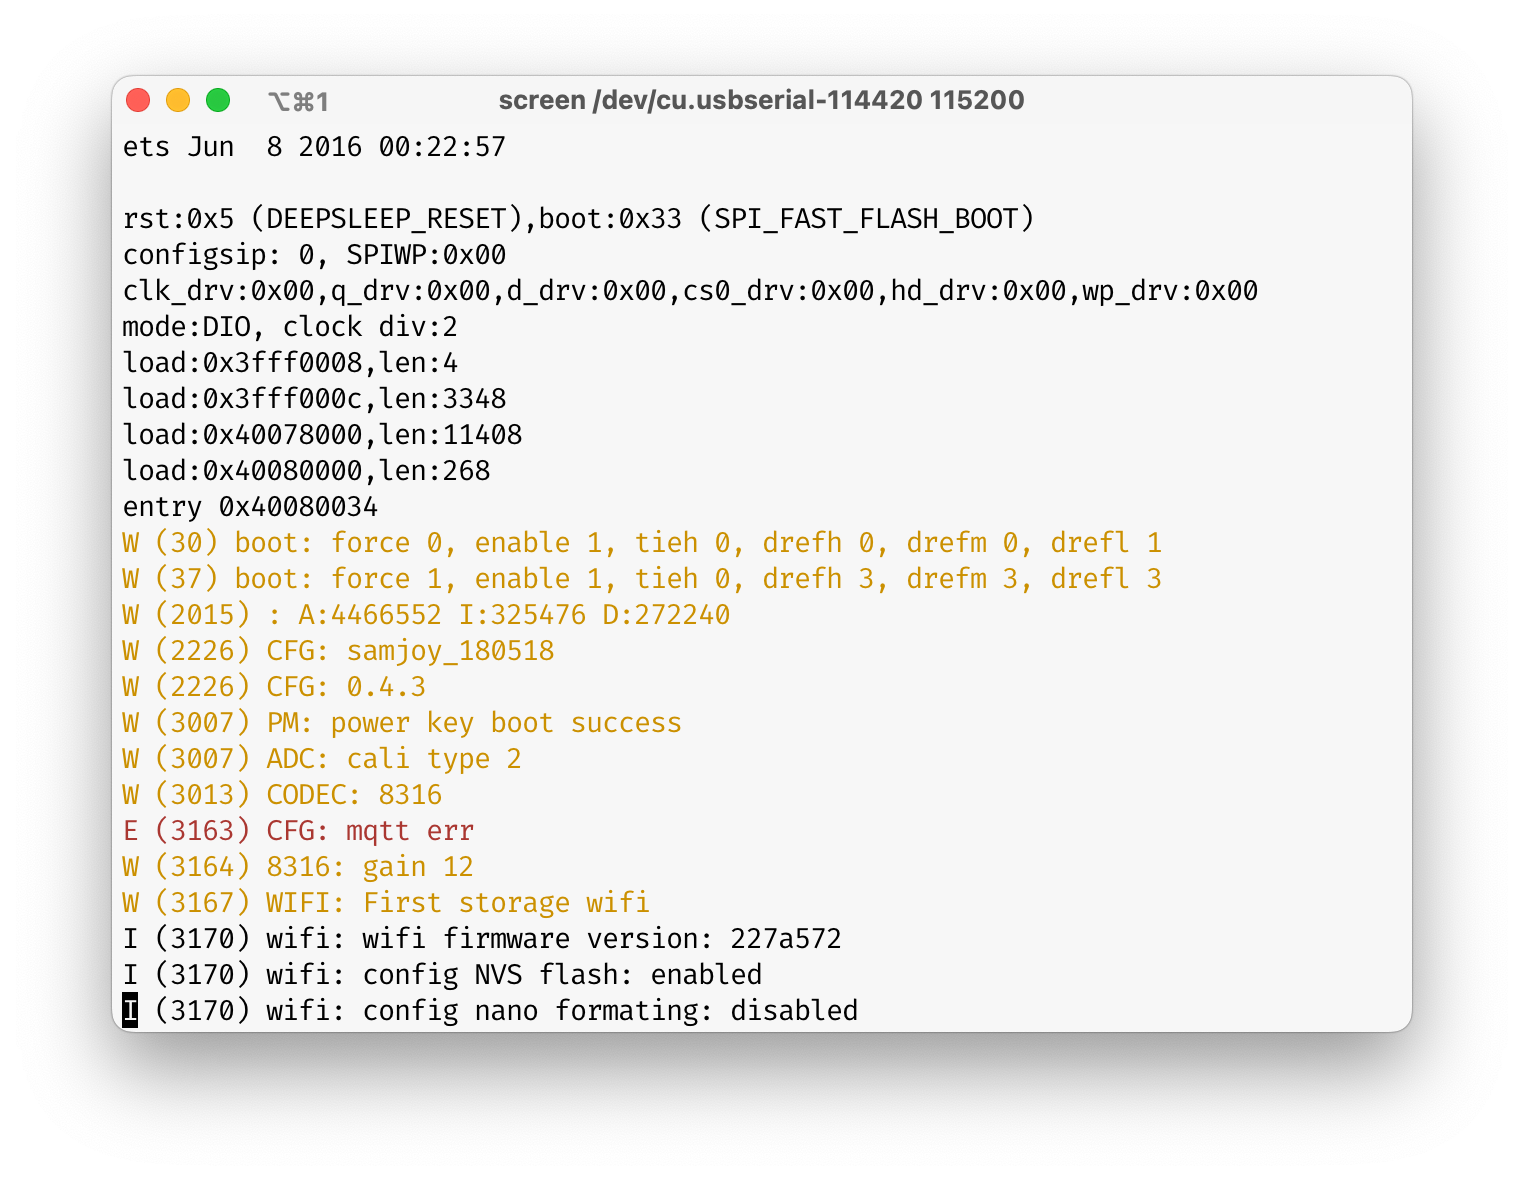 ⌥⌘1 screen /dev/cu.usbserial-114420 115200
ets Jun  8 2016 00:22:57

rst:0x5 (DEEPSLEEP_RESET),boot:0x33 (SPI_FAST_FLASH_BOOT)
configsip: 0, SPIWP:0x00
clk_drv:0x00,q_drv:0x00,d_drv:0x00,cs0_drv:0x00,hd_drv:0x00,wp_drv:0x00
mode:DIO, clock div:2
load:0x3fff0008,len:4
load:0x3fff000c,len:3348
load:0x40078000,len:11408
load:0x40080000,len:268
entry 0x40080034
W (30) boot: force 0, enable 1, tieh 0, drefh 0, drefm 0, drefl 1
W (37) boot: force 1, enable 1, tieh 0, drefh 3, drefm 3, drefl 3
W (2015) : A:4466552 I:325476 D:272240
W (2226) CFG: samjoy_180518
W (2226) CFG: 0.4.3
W (3007) PM: power key boot success
W (3007) ADC: cali type 2
W (3013) CODEC: 8316
E (3163) CFG: mqtt err
W (3164) 8316: gain 12
W (3167) WIFI: First storage wifi
I (3170) wifi: wifi firmware version: 227a572
I (3170) wifi: config NVS flash: enabled
I (3170) wifi: config nano formating: disabled